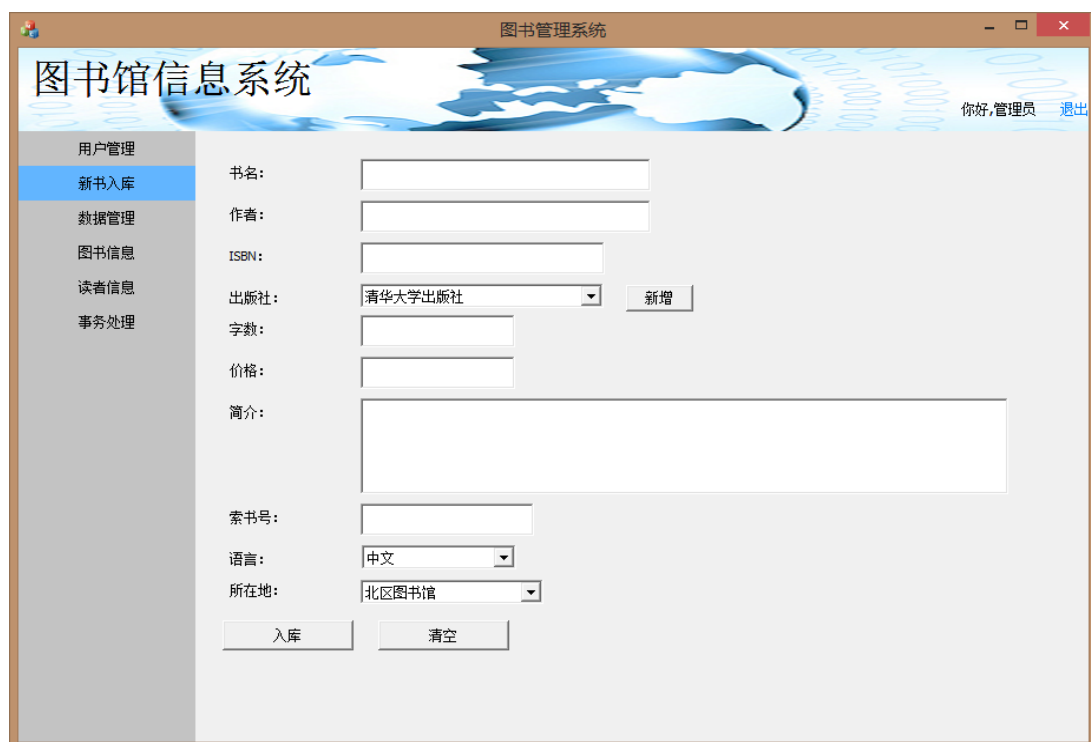 图书管理系统
图书馆信息系统
你好,管理员 退出
用户管理
新书入库
数据管理
图书信息
读者信息
事务处理
书名：
作者：
ISBN：
出版社： 清华大学出版社 新增
字数：
价格：
简介：
索书号：
语言： 中文
所在地： 北区图书馆
入库 清空